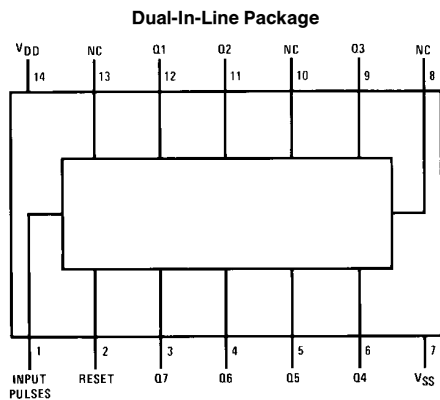 Dual-In-Line Package
VDD NC Q1 Q2 NC Q3 NC
14 13 12 11 10 9 8
1 2 3 4 5 6 7
INPUT PULSES RESET Q7 Q6 Q5 Q4 VSS